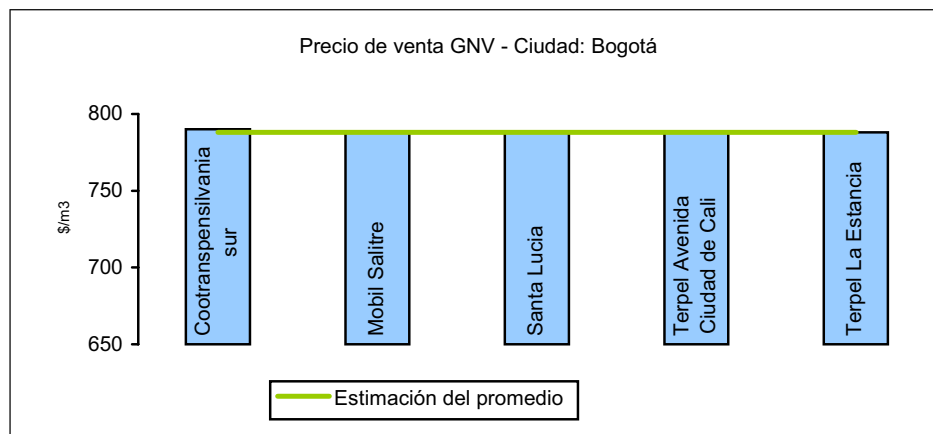 Precio de venta GNV - Ciudad: Bogotá
800
750
700
650
$/m3
Cootranspensilvania
sur
Mobil Salitre
Santa Lucia
Terpel Avenida
Ciudad de Cali
Terpel La Estancia
Estimación del promedio